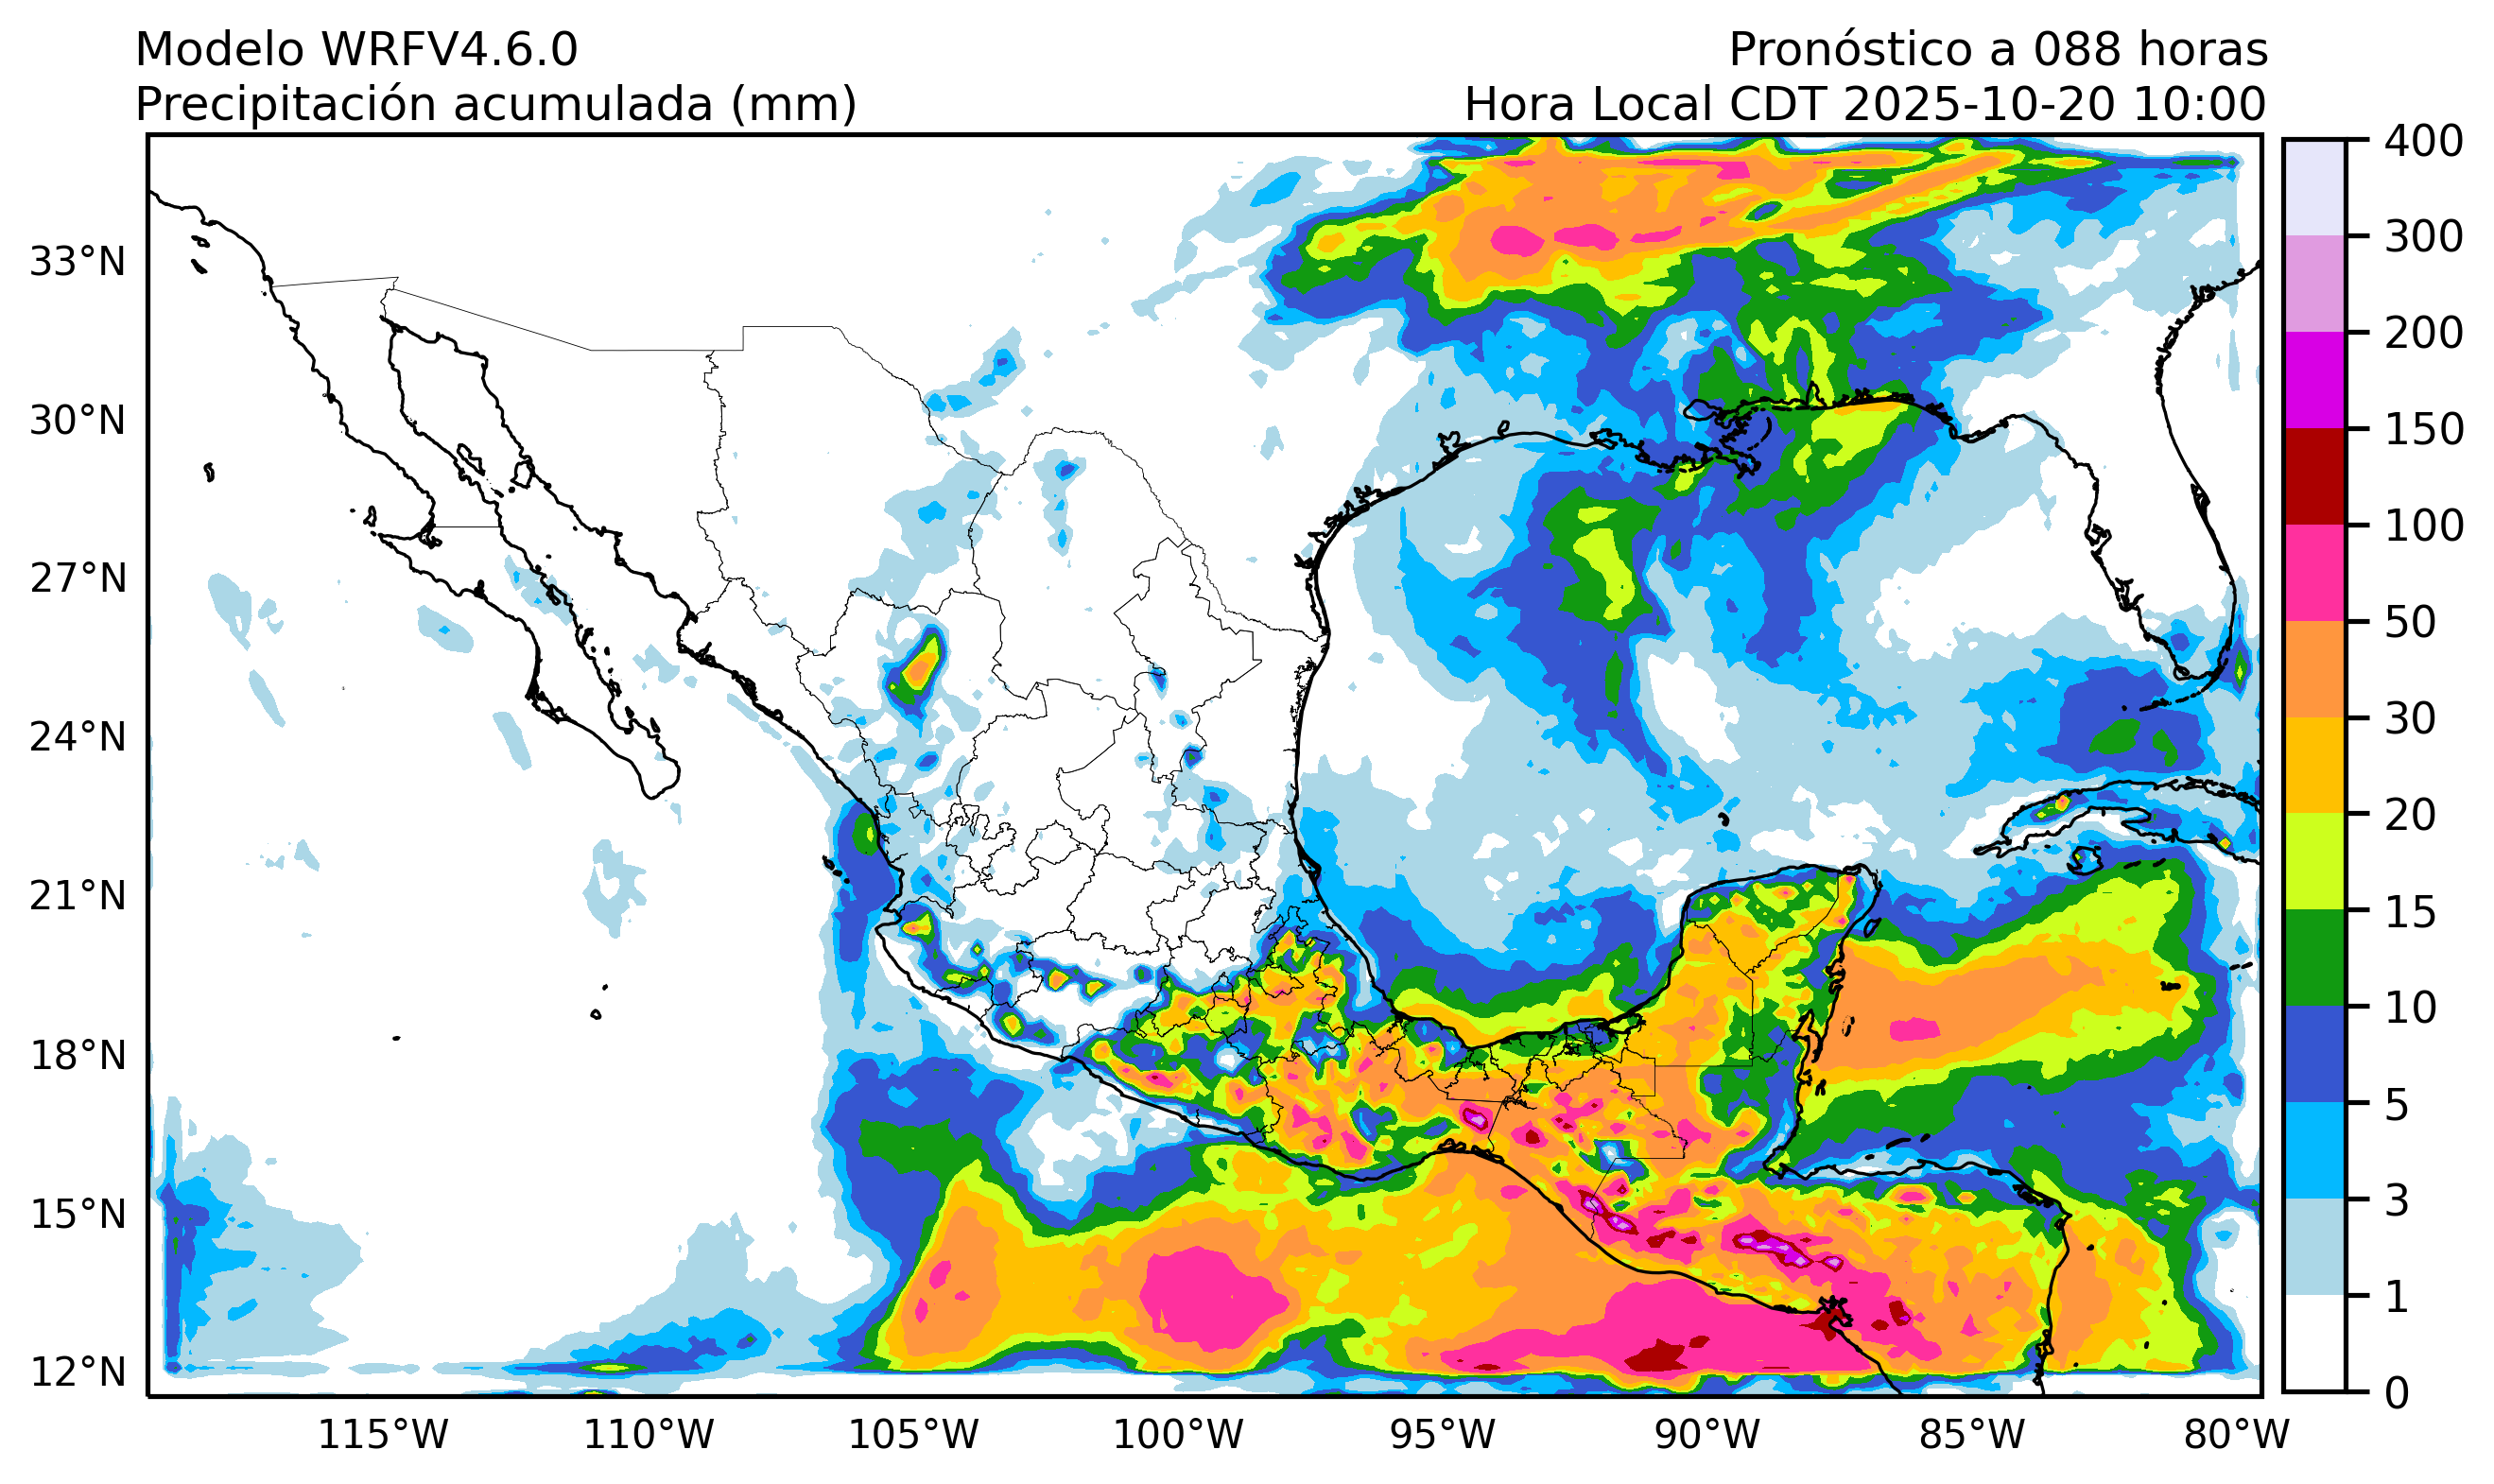 Modelo WRFV4.6.0
Pronóstico a 088 horas
Precipitación acumulada (mm)
Hora Local CDT 2025-10-20 10:00
33°N
30°N
27°N
24°N
21°N
18°N
15°N
12°N
115°W
110°W
105°W
100°W
95°W
90°W
85°W
80°W
400
300
200
150
100
50
30
20
15
10
5
3
1
0